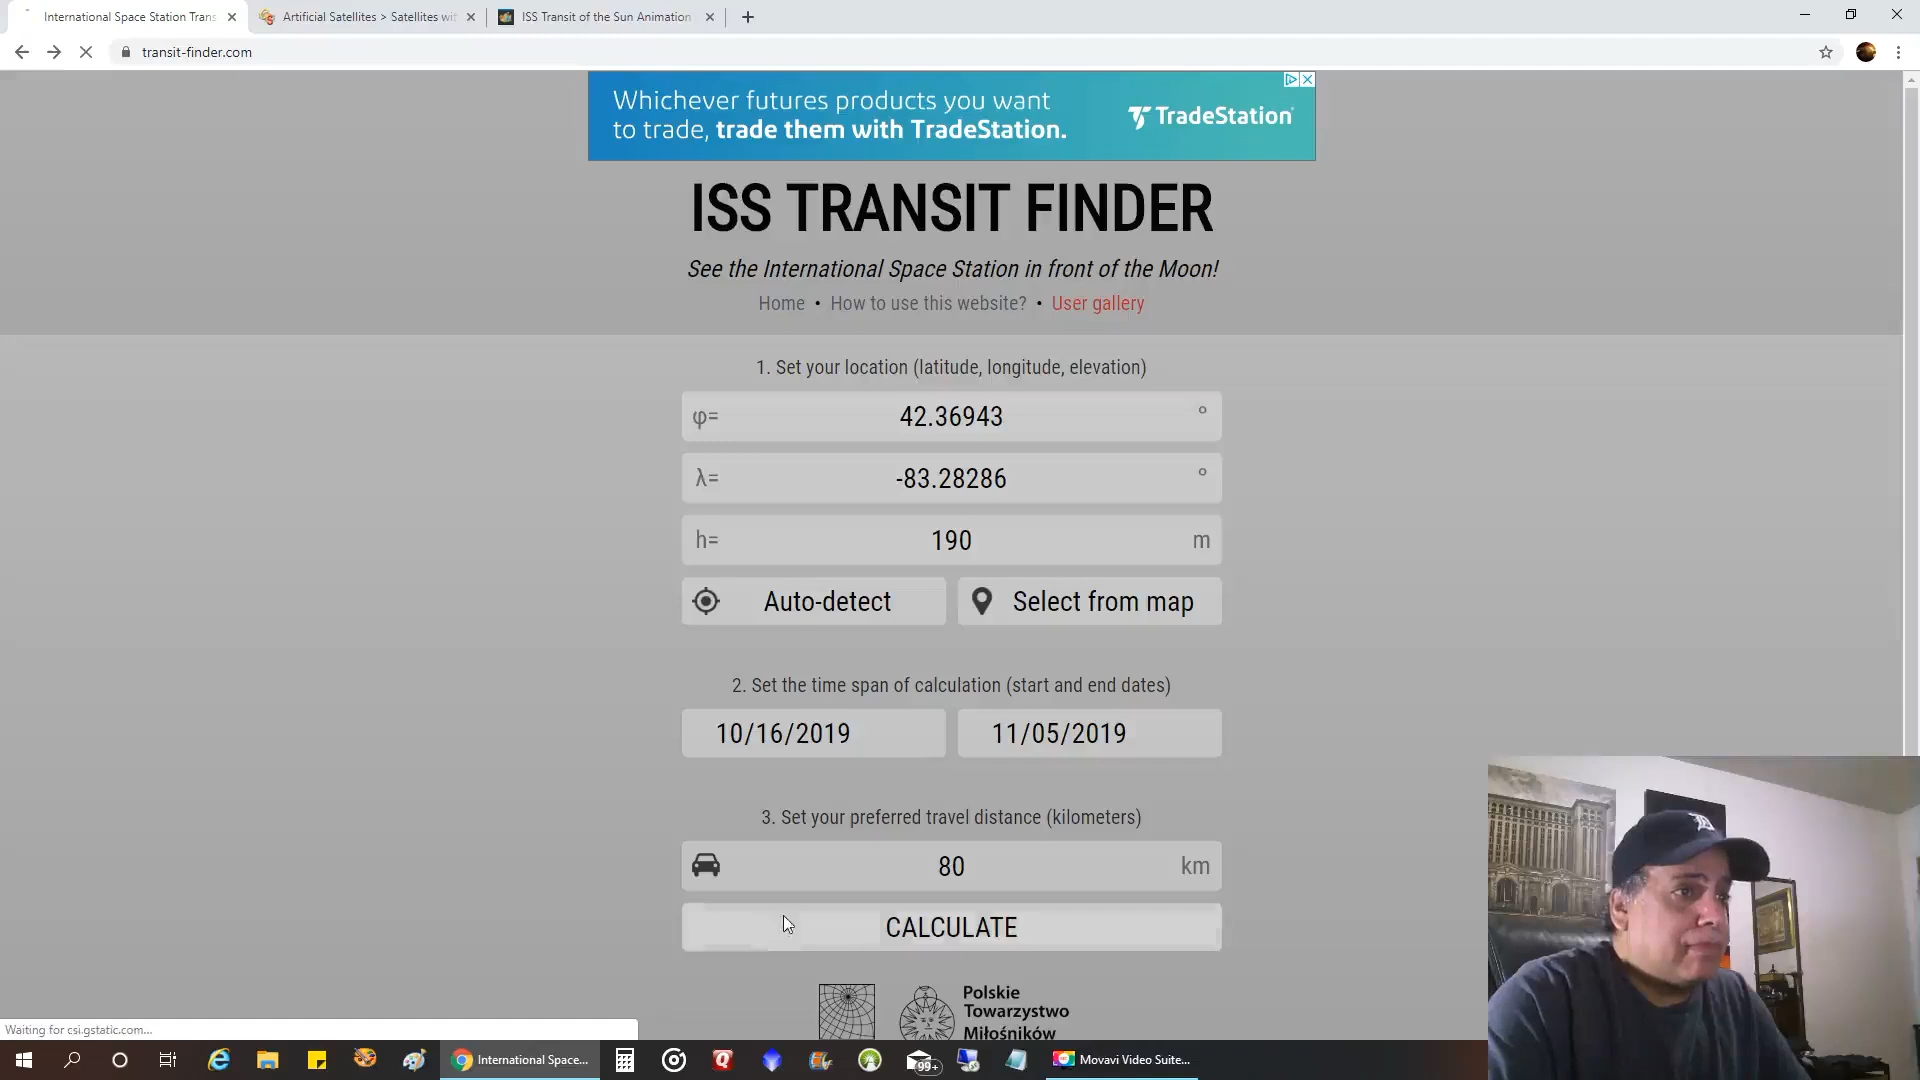 International Space Station Trans
Artificial Satellites > Satellites wit
ISS Transit of the Sun Animation
transit-finder.com
Whichever futures products you want
to trade, trade them with TradeStation.
TradeStation
ISS TRANSIT FINDER
See the International Space Station in front of the Moon!
Home • How to use this website? • User gallery
1. Set your location (latitude, longitude, elevation)
φ= 42.36943 °
λ= -83.28286 °
h= 190 m
Auto-detect
Select from map
2. Set the time span of calculation (start and end dates)
10/16/2019
11/05/2019
3. Set your preferred travel distance (kilometers)
80 km
CALCULATE
Polskie
Towarzystwo
Miłośników
Waiting for csi.gstatic.com...
International Space...
99+
Movavi Video Suite...